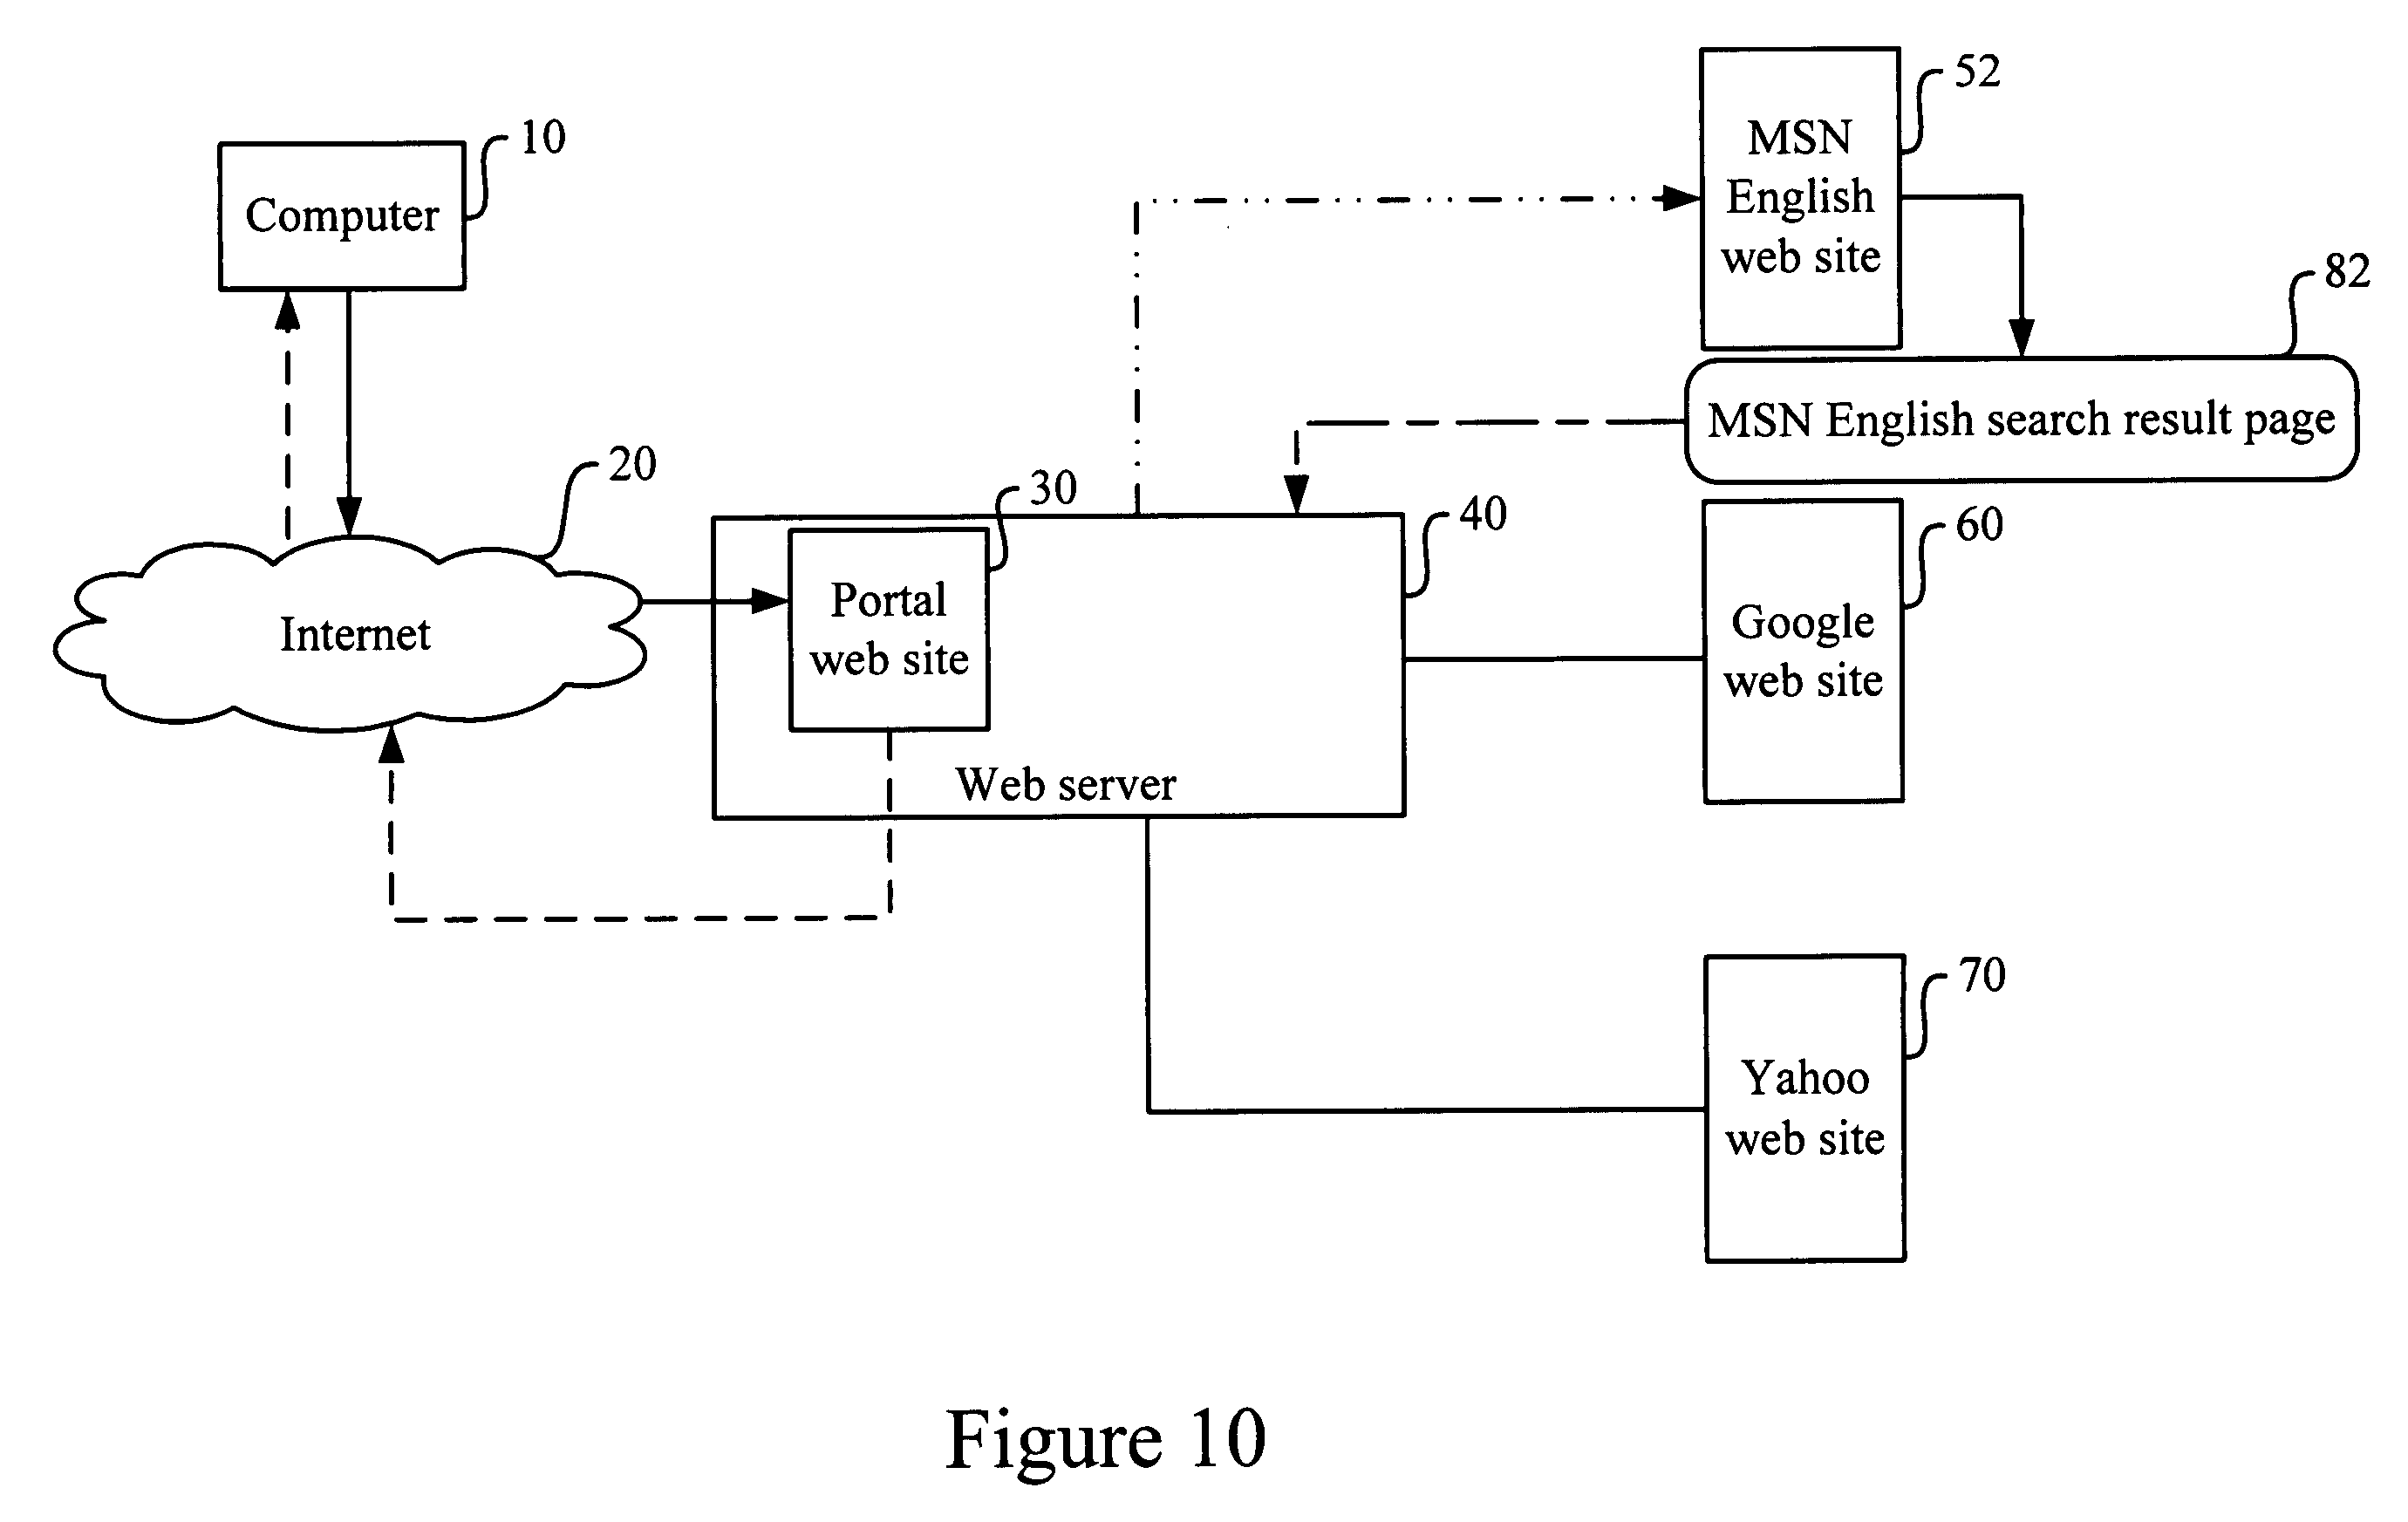 10
Computer
20
Internet
30
Portal
web site
Web server
40
52
MSN
English
web site
82
MSN English search result page
60
Google
web site
70
Yahoo
web site
Figure 10